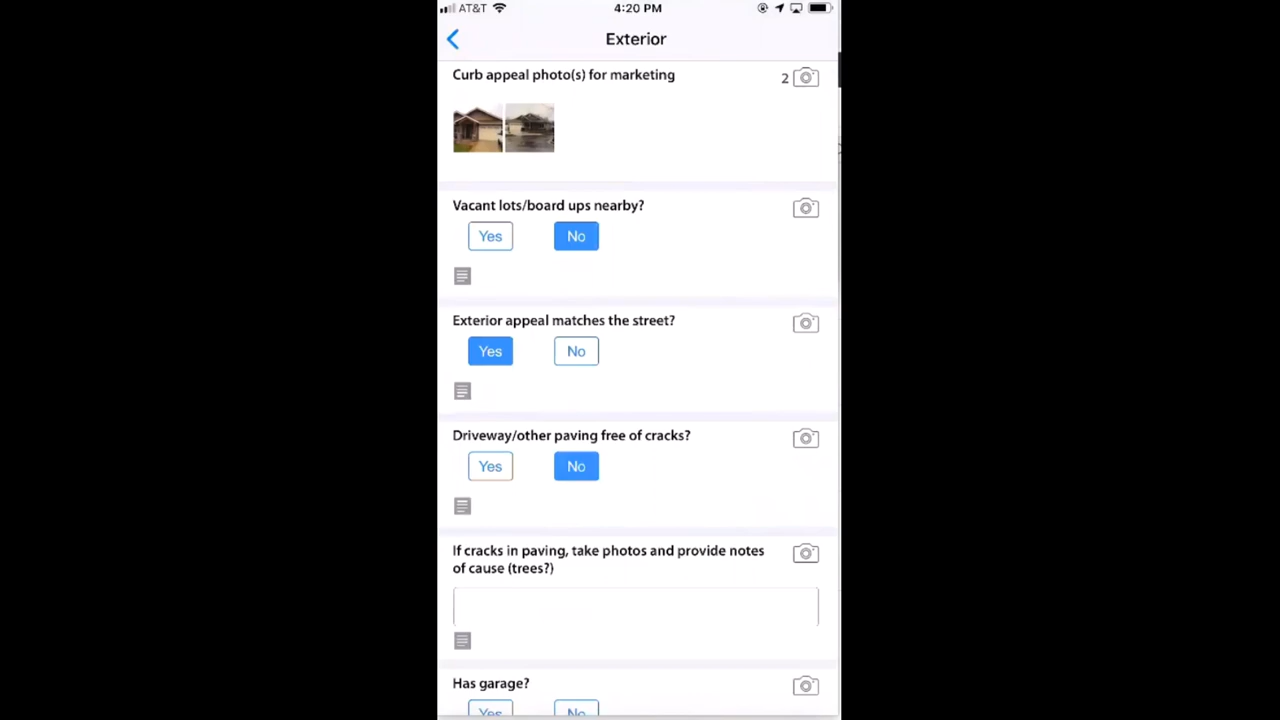 AT&T 4:20 PM
Exterior
Curb appeal photo(s) for marketing 2
Vacant lots/board ups nearby?
Yes No
Exterior appeal matches the street?
Yes No
Driveway/other paving free of cracks?
Yes No
If cracks in paving, take photos and provide notes
of cause (trees?)
Has garage?
Yes No